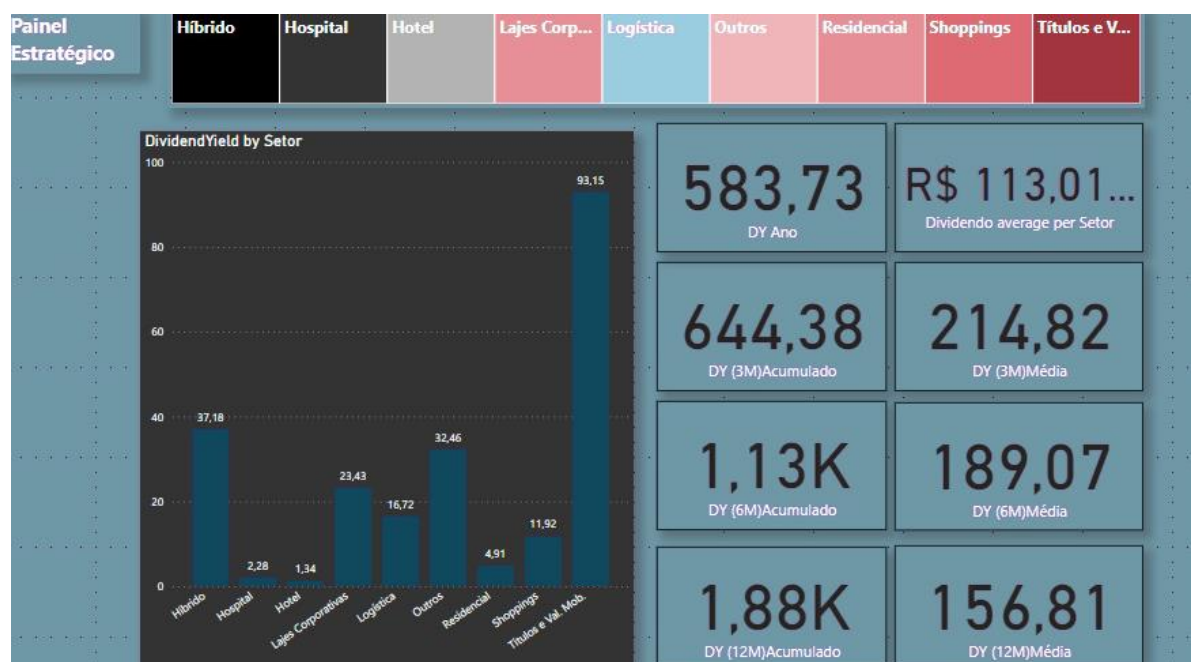 Painel
Estratégico
Híbrido
Hospital
Hotel
Lajes Corp...
Logística
Outros
Residencial
Shoppings
Títulos e V...
DividendYield by Setor
100
80
60
40
20
0
37,18
2,28
1,34
23,43
16,72
32,46
4,91
11,92
93,15
Híbrido
Hospital
Hotel
Lajes Corporativas
Logística
Outros
Residencial
Shoppings
Títulos e Val. Mob.
583,73
DY Ano
R$ 113,01...
Dividendo average per Setor
644,38
DY (3M)Acumulado
214,82
DY (3M)Média
1,13K
DY (6M)Acumulado
189,07
DY (6M)Média
1,88K
DY (12M)Acumulado
156,81
DY (12M)Média